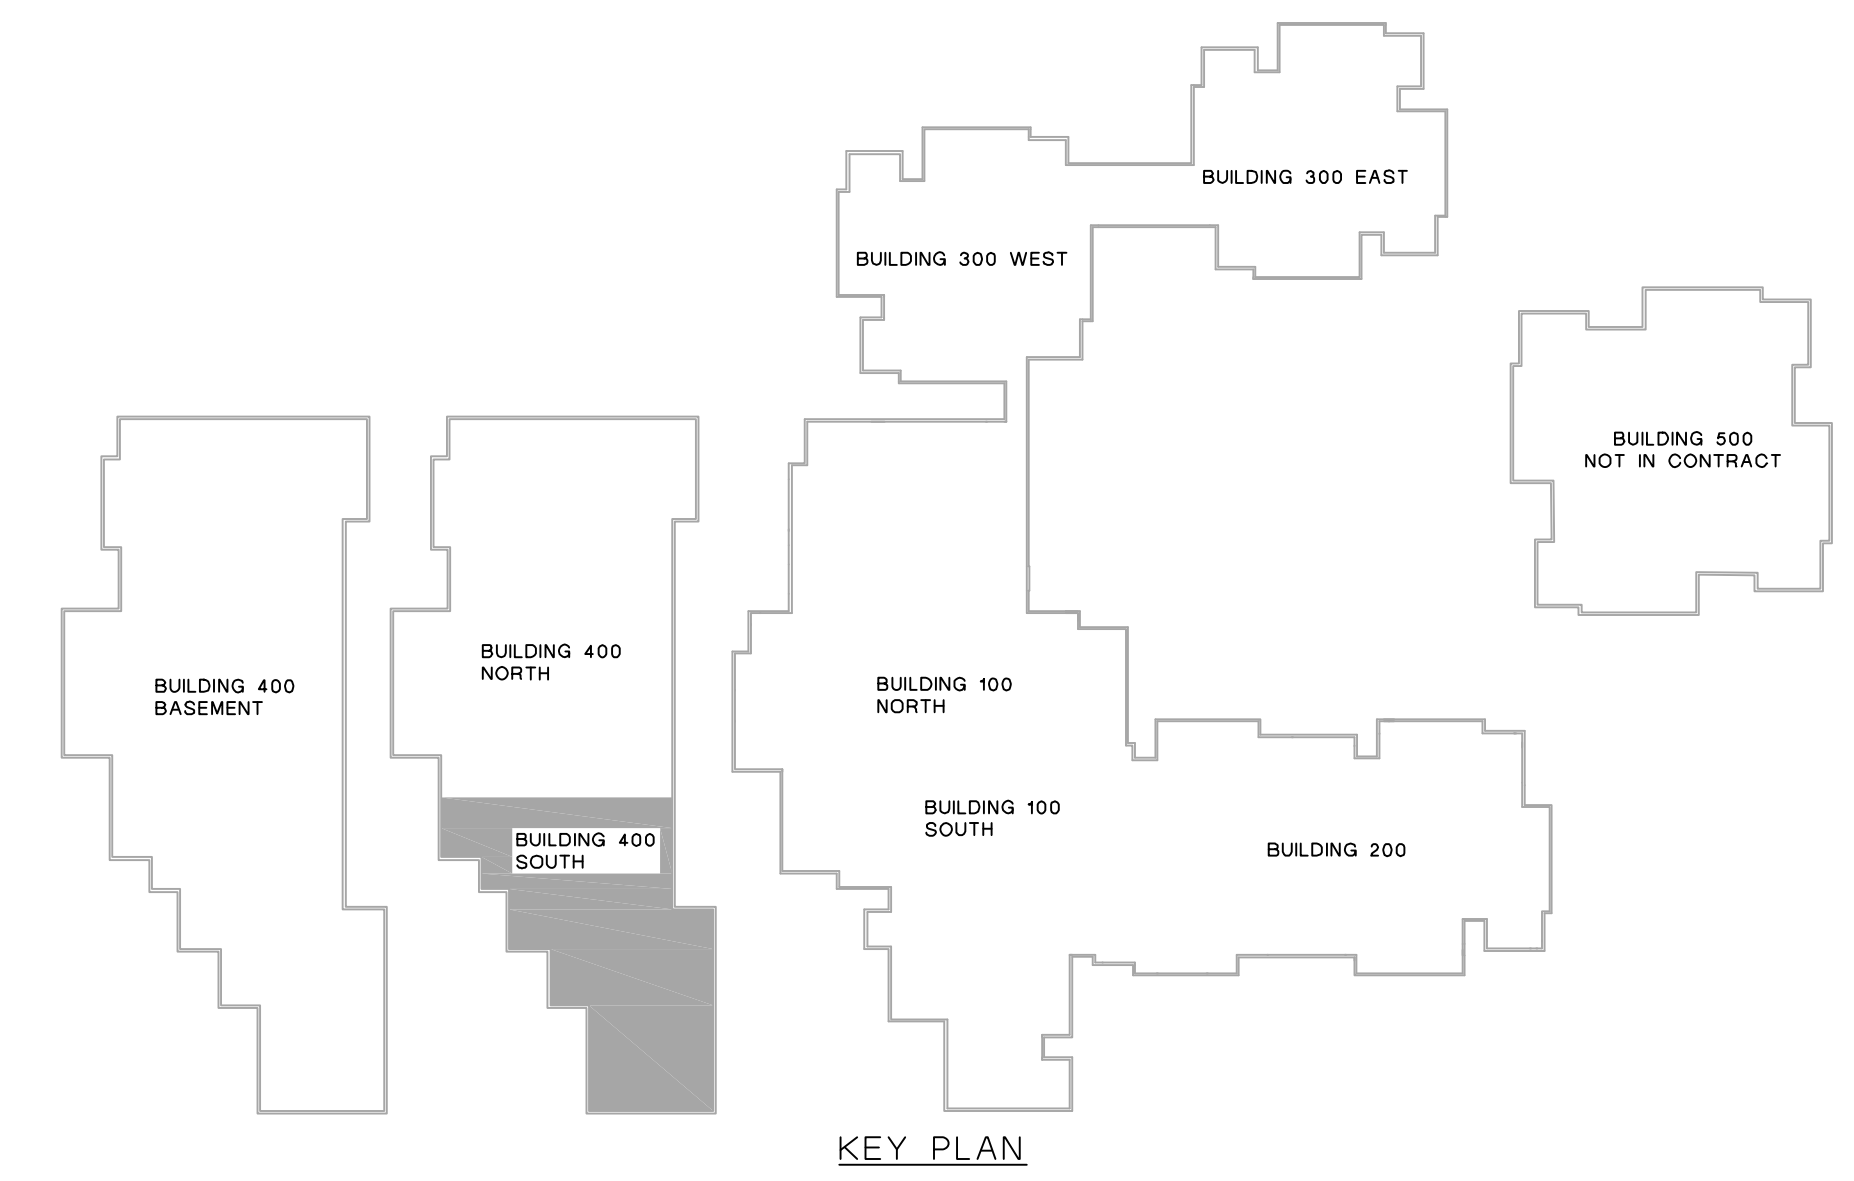 BUILDING 300 EAST
BUILDING 300 WEST
BUILDING 500
NOT IN CONTRACT
BUILDING 400
NORTH
BUILDING 400
BASEMENT
BUILDING 100
NORTH
BUILDING 100
SOUTH
BUILDING 400
SOUTH
BUILDING 200
KEY PLAN